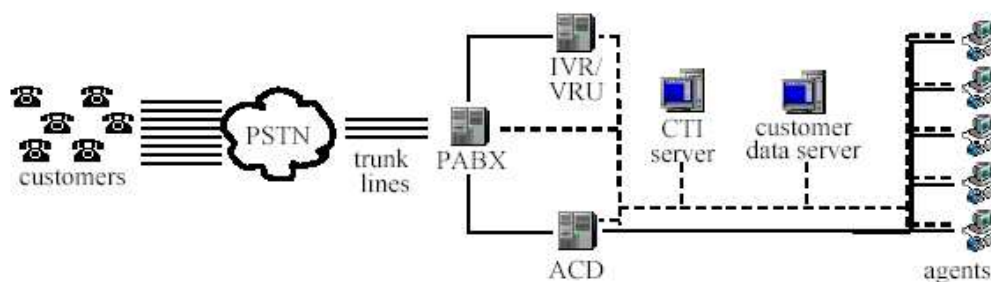 customers
PSTN
trunk
lines
PABX
IVR/
VRU
ACD
CTI
server
customer
data server
agents